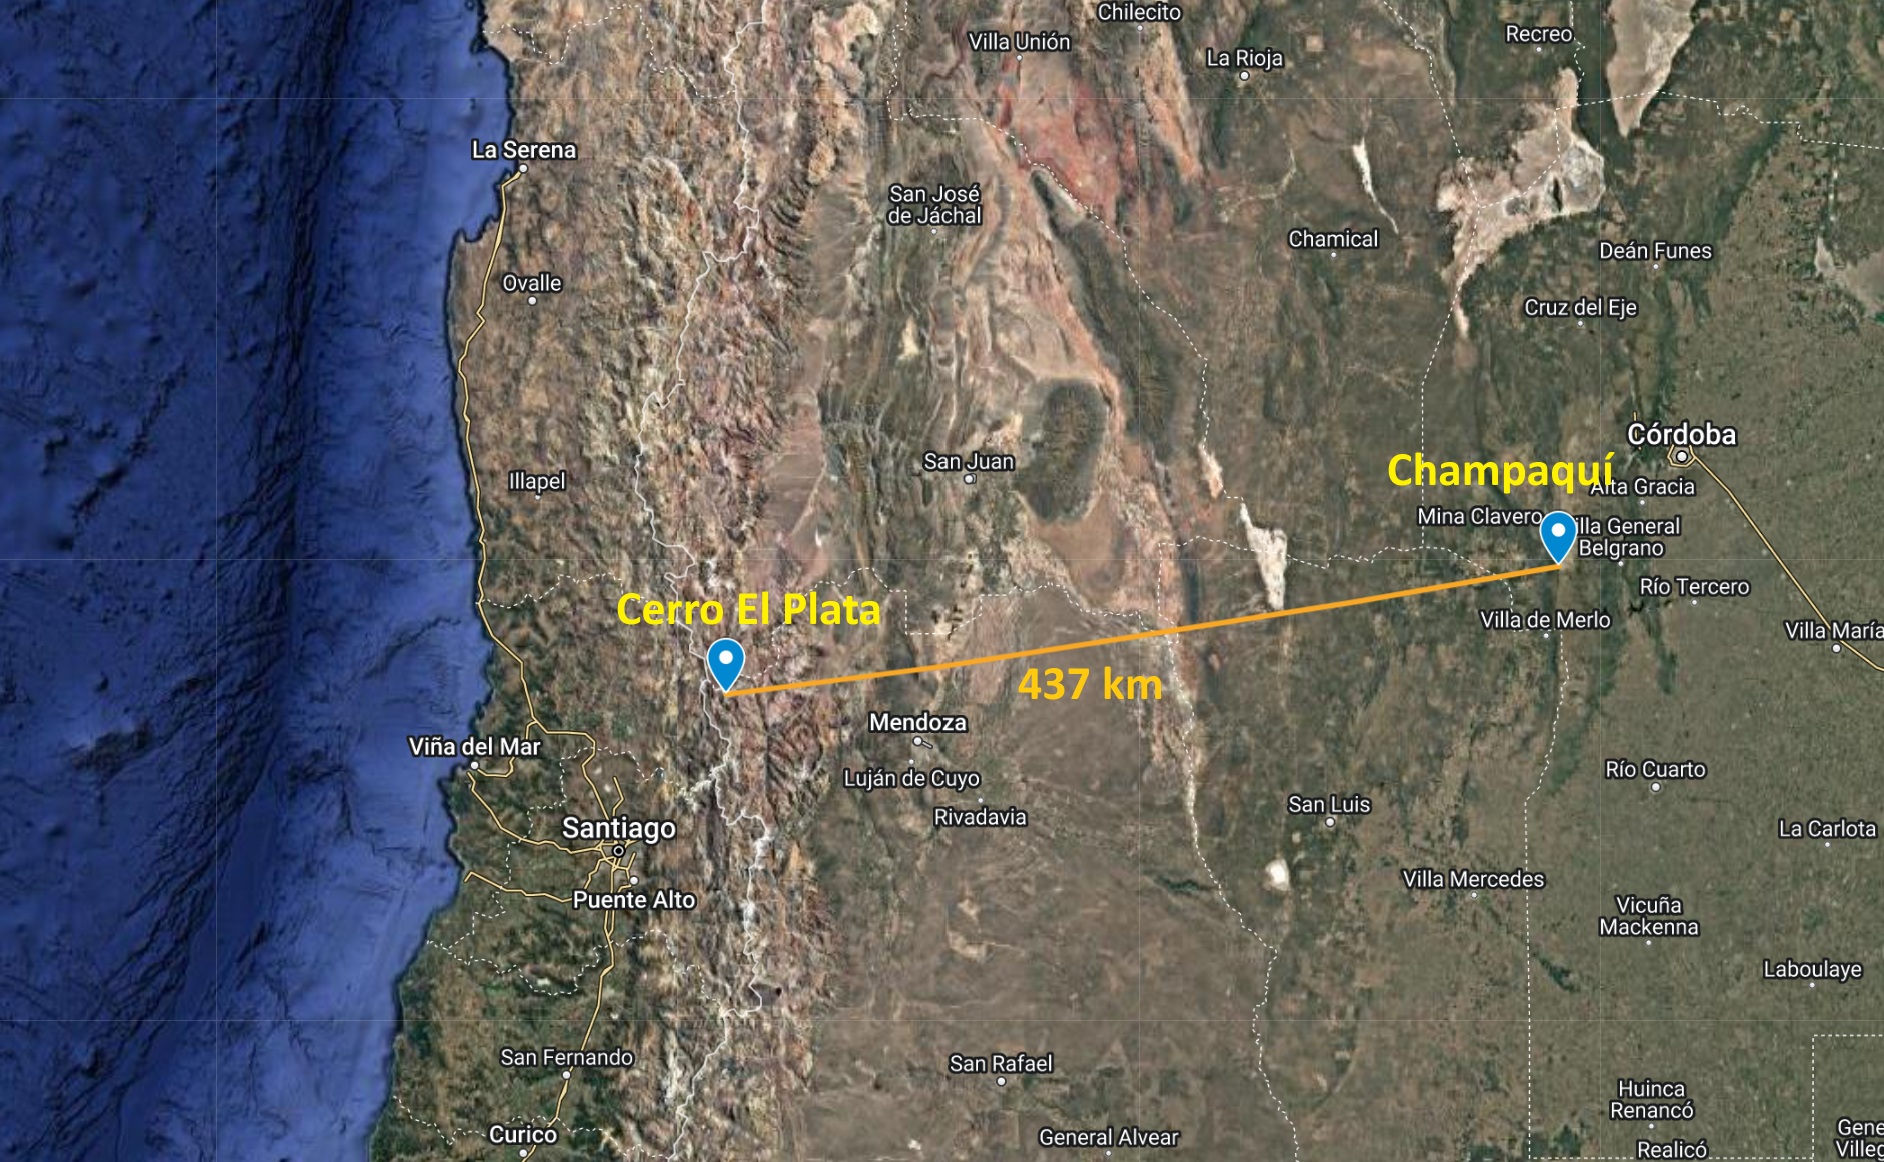 Chilecito
Recreo
Villa Unión
La Rioja
La Serena
San José
de Jáchal
Chamical
Deán Funes
Ovalle
Cruz del Eje
Córdoba
San Juan
Champaquí
Illapel
Alta Gracia
Mina Clavero
illa General
Belgrano
Río Tercero
Cerro El Plata
Villa de Merlo
Villa María
437 km
Mendoza
Viña del Mar
Luján de Cuyo
Río Cuarto
Rivadavia
San Luis
Santiago
La Carlota
Villa Mercedes
Puente Alto
Vicuña
Mackenna
Laboulaye
San Fernando
San Rafael
Huinca
Renancó
Curico
General Alvear
Gene
Villeg
Realicó